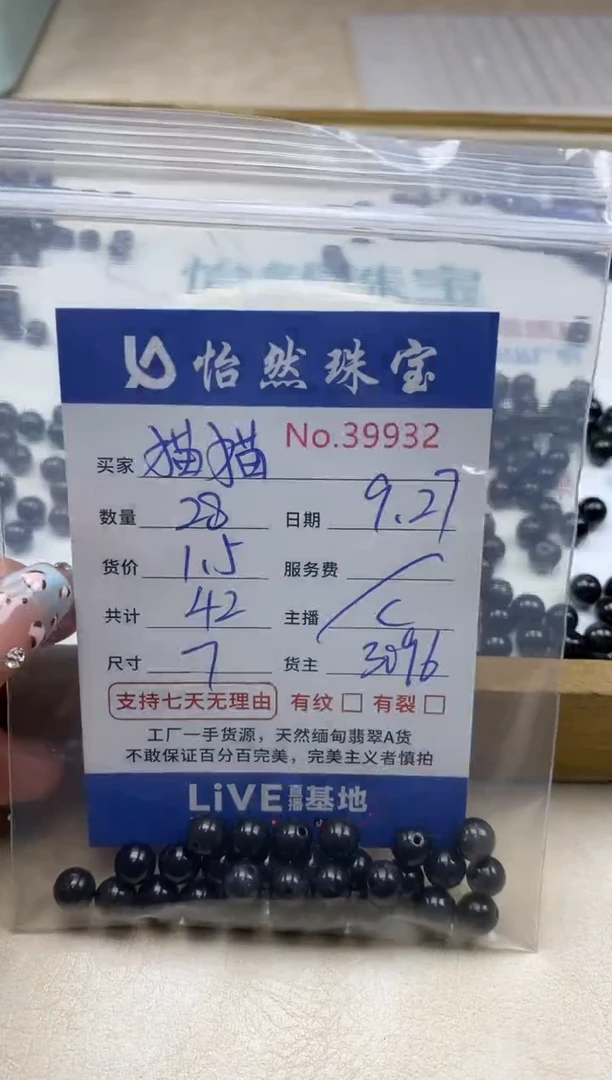 怡然珠宝
No.39932
买家 猫猫
数量 28 日期 9.27
货价 1.5 服务费 /
共计 42 主播 C
尺寸 7 货主 3096
支持七天无理由 有纹 □ 有裂 □
工厂一手货源，天然缅甸翡翠A货
不敢保证百分百完美，完美主义者慎拍
LiVE直播基地